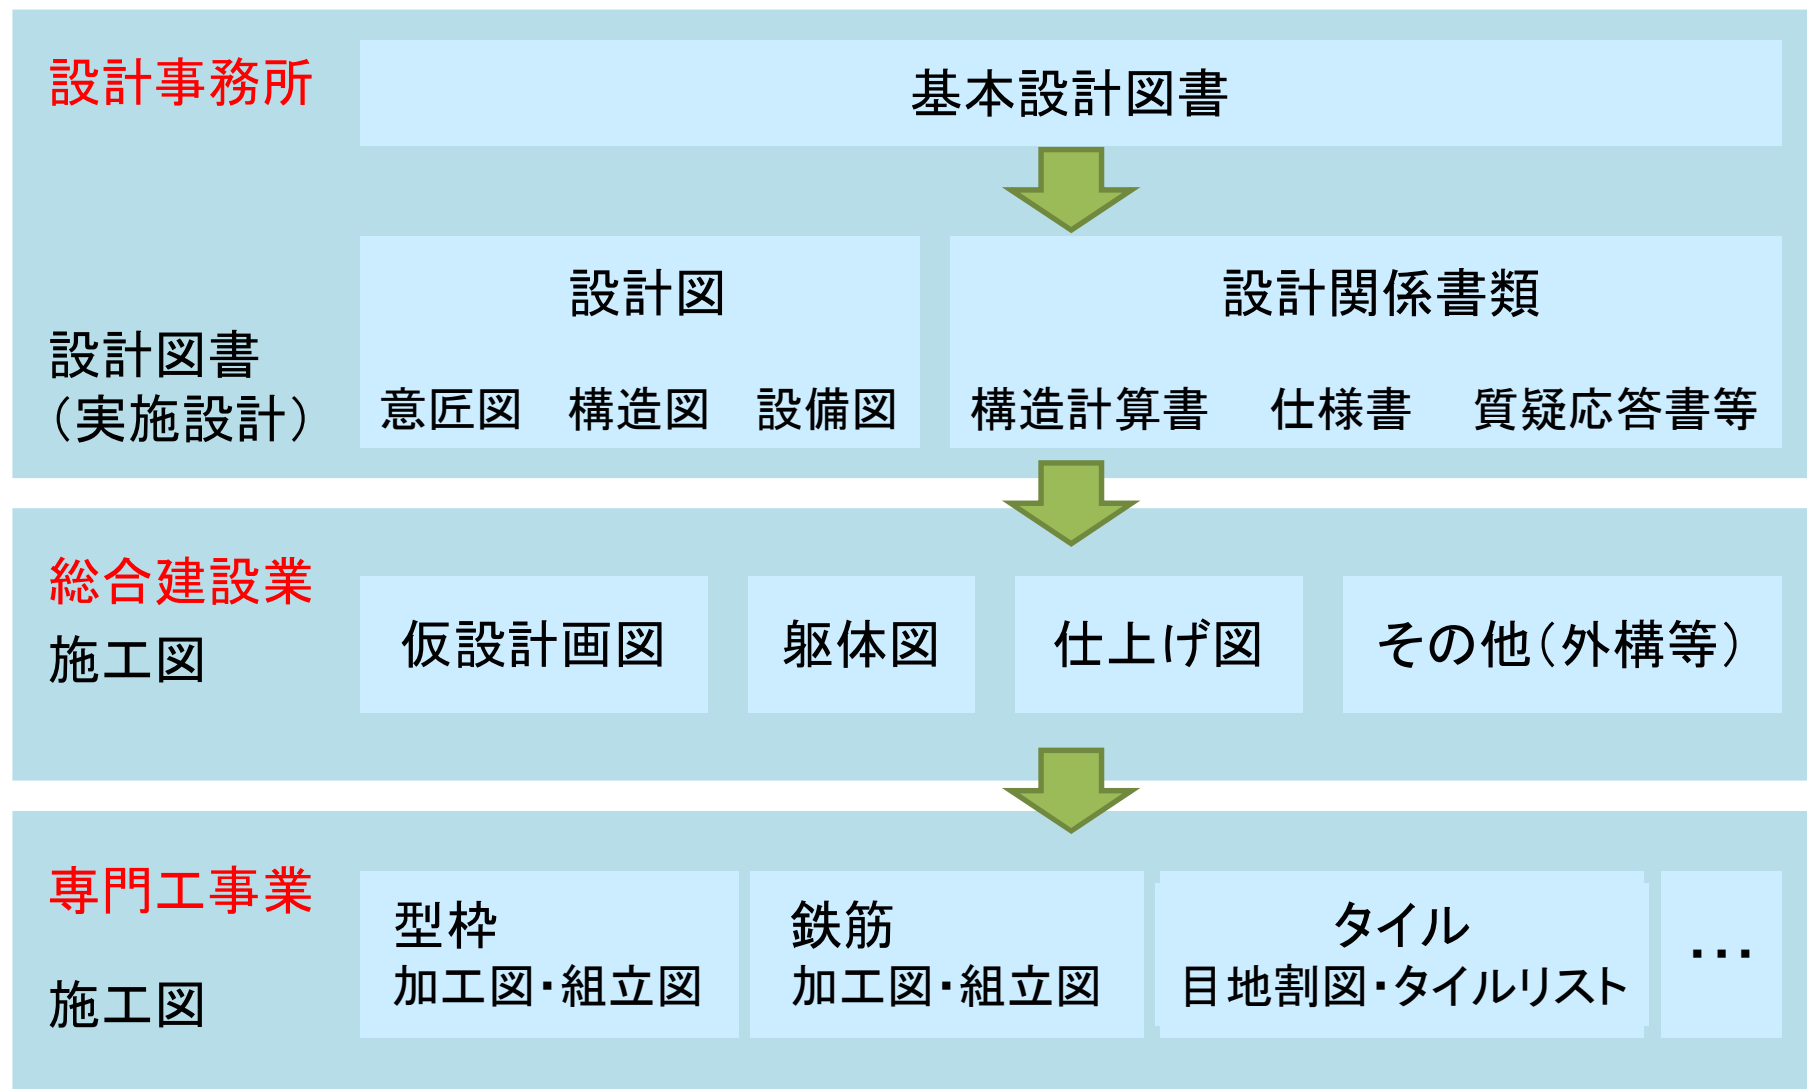 設計事務所
基本設計図書
設計図
設計関係書類
設計図書
（実施設計）
意匠図　構造図　設備図
構造計算書　仕様書　質疑応答書等
総合建設業
施工図
仮設計画図
躯体図
仕上げ図
その他（外構等）
専門工事業
施工図
型枠
加工図・組立図
鉄筋
加工図・組立図
タイル
目地割図・タイルリスト
・・・